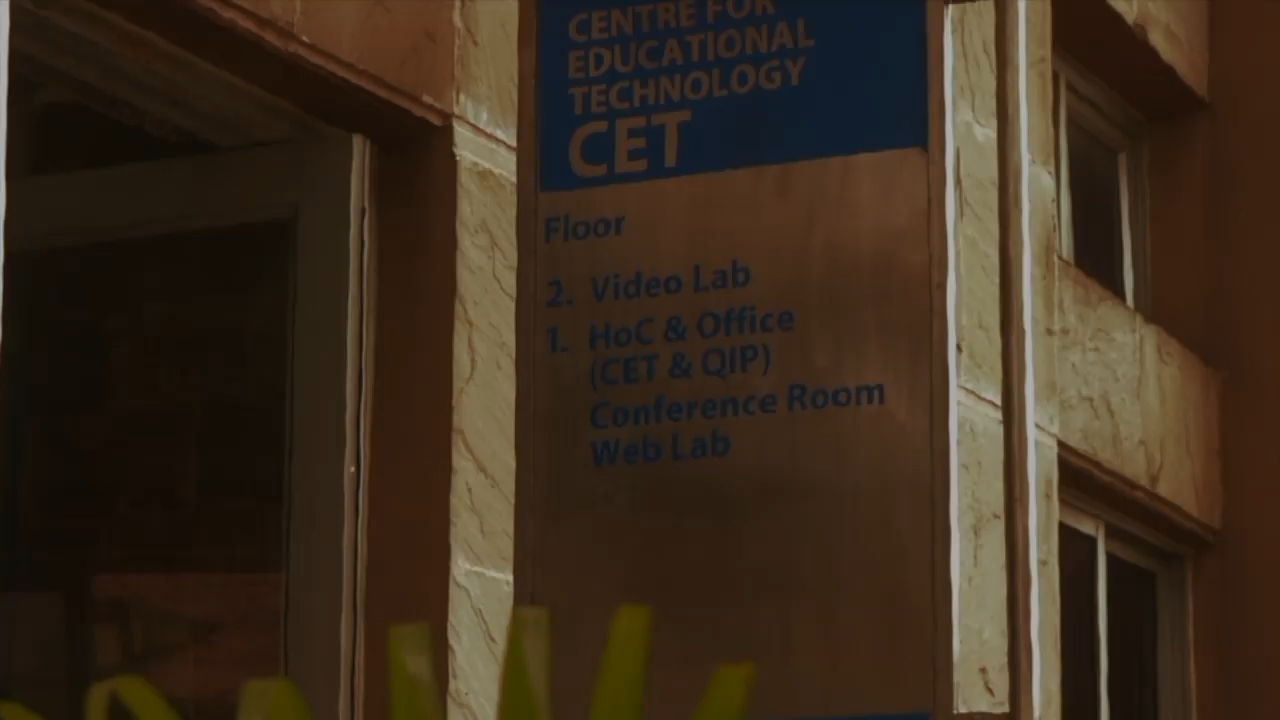 CENTRE FOR
EDUCATIONAL
TECHNOLOGY
CET
Floor
2. Video Lab
1. HoC & Office
(CET & QIP)
Conference Room
Web Lab